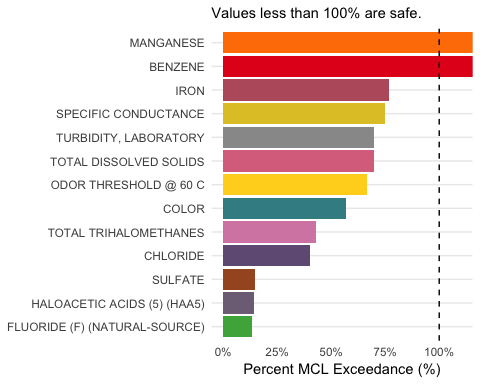 Values less than 100% are safe.
MANGANESE
BENZENE
IRON
SPECIFIC CONDUCTANCE
TURBIDITY, LABORATORY
TOTAL DISSOLVED SOLIDS
ODOR THRESHOLD @ 60 C
COLOR
TOTAL TRIHALOMETHANES
CHLORIDE
SULFATE
HALOACETIC ACIDS (5) (HAA5)
FLUORIDE (F) (NATURAL-SOURCE)
0% 25% 50% 75% 100%
Percent MCL Exceedance (%)